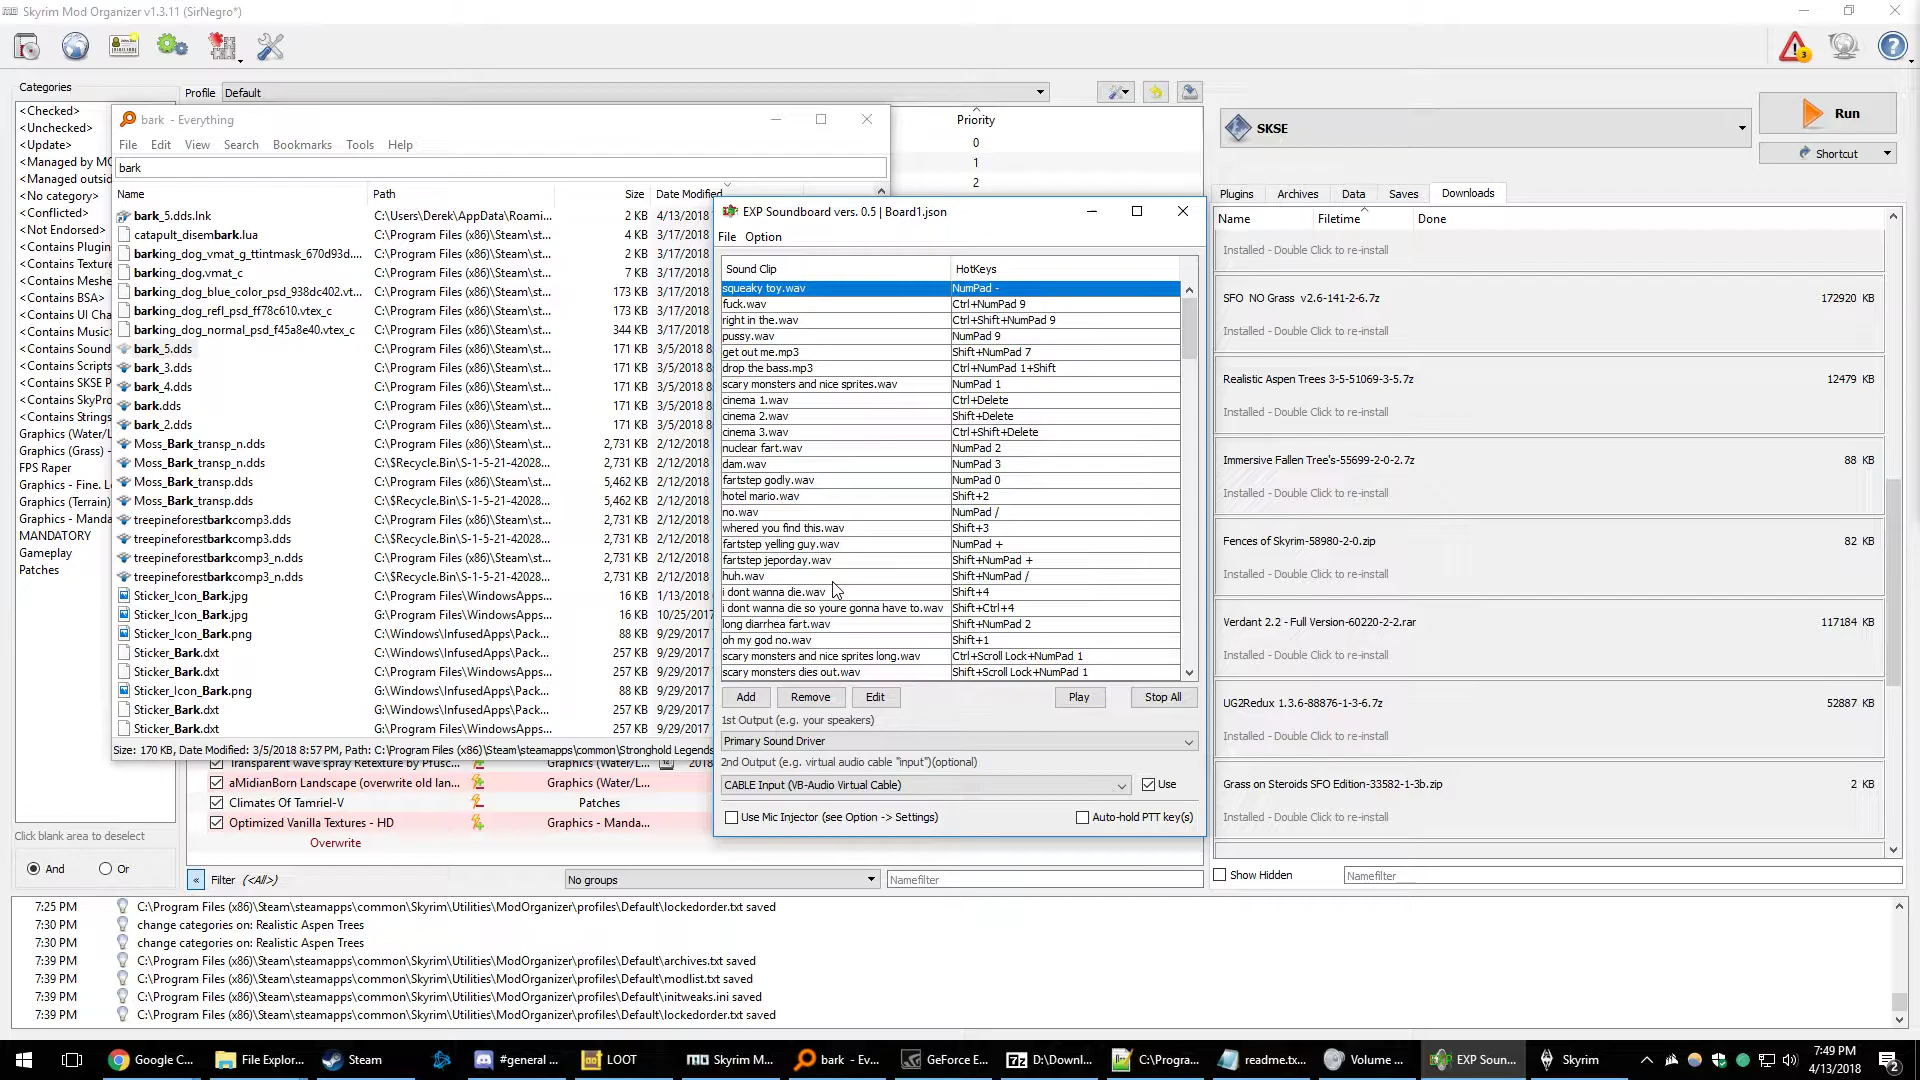 Skyrim Mod Organizer v1.3.11 (SirNegro*)
Categories
Profile Default
<Checked>
<Unchecked>
<Update>
<Managed by MO
<Managed outsid
<No category>
<Conflicted>
<Not Endorsed>
<Contains Plugin
<Contains Texture
<Contains Meshe
<Contains BSA>
<Contains UI Cha
<Contains Music
<Contains Sound
<Contains Scripts
<Contains SKSE P
<Contains SkyPro
<Contains Strings
Graphics (Water/L
Graphics (Grass) -
FPS Raper
Graphics - Fine. L
Graphics (Terrain)
Graphics - Manda
MANDATORY
Gameplay
Patches
Click blank area to deselect
And Or
bark - Everything
File Edit View Search Bookmarks Tools Help
bark
Name Path Size Date Modified
bark_5.dds.lnk C:\Users\Derek\AppData\Roami... 2 KB 4/13/2018
catapult_disembark.lua C:\Program Files (x86)\Steam\st... 4 KB 3/17/2018
barking_dog_vmat_g_ttintmask_670d93d.... C:\Program Files (x86)\Steam\st... 2 KB 3/17/2018
barking_dog.vmat_c C:\Program Files (x86)\Steam\st... 7 KB 3/17/2018
barking_dog_blue_color_psd_938dc402.vt... C:\Program Files (x86)\Steam\st... 173 KB 3/17/2018
barking_dog_refl_psd_ff78c610.vtex_c C:\Program Files (x86)\Steam\st... 173 KB 3/17/2018
barking_dog_normal_psd_f45a8e40.vtex_c C:\Program Files (x86)\Steam\st... 344 KB 3/17/2018
bark_5.dds C:\Program Files (x86)\Steam\st... 171 KB 3/5/2018 8
bark_3.dds C:\Program Files (x86)\Steam\st... 171 KB 3/5/2018 8
bark_4.dds C:\Program Files (x86)\Steam\st... 171 KB 3/5/2018 8
bark.dds C:\Program Files (x86)\Steam\st... 171 KB 3/5/2018 8
bark_2.dds C:\Program Files (x86)\Steam\st... 171 KB 3/5/2018 8
Moss_Bark_transp_n.dds C:\Program Files (x86)\Steam\st... 2,731 KB 2/12/2018
Moss_Bark_transp_n.dds C:\$Recycle.Bin\S-1-5-21-42028... 2,731 KB 2/12/2018
Moss_Bark_transp.dds C:\Program Files (x86)\Steam\st... 5,462 KB 2/12/2018
Moss_Bark_transp.dds C:\$Recycle.Bin\S-1-5-21-42028... 5,462 KB 2/12/2018
treepineforestbarkcomp3.dds C:\Program Files (x86)\Steam\st... 2,731 KB 2/12/2018
treepineforestbarkcomp3.dds C:\$Recycle.Bin\S-1-5-21-42028... 2,731 KB 2/12/2018
treepineforestbarkcomp3_n.dds C:\Program Files (x86)\Steam\st... 2,731 KB 2/12/2018
treepineforestbarkcomp3_n.dds C:\$Recycle.Bin\S-1-5-21-42028... 2,731 KB 2/12/2018
Sticker_Icon_Bark.jpg C:\Program Files\WindowsApps... 16 KB 1/13/2018
Sticker_Icon_Bark.jpg G:\Program Files\WindowsApps... 16 KB 10/25/2017
Sticker_Icon_Bark.png C:\Windows\InfusedApps\Pack... 88 KB 9/29/2017
Sticker_Bark.dxt C:\Windows\InfusedApps\Pack... 257 KB 9/29/2017
Sticker_Bark.dxt C:\Program Files\WindowsApps... 257 KB 9/29/2017
Sticker_Icon_Bark.png G:\Windows\InfusedApps\Pack... 88 KB 9/29/2017
Sticker_Bark.dxt G:\Windows\InfusedApps\Pack... 257 KB 9/29/2017
Sticker_Bark.dxt G:\Program Files\WindowsApps... 257 KB 9/29/2017
Size: 170 KB, Date Modified: 3/5/2018 8:57 PM, Path: C:\Program Files (x86)\Steam\steamapps\common\Stronghold Legends
Transparent wave spray Retexture by Pfusc... Graphics (Water/L... 2018
aMidianBorn Landscape (overwrite old lan... Graphics (Water/L...
Climates Of Tamriel-V Patches
Optimized Vanilla Textures - HD Graphics - Manda...
Overwrite
« Filter (<All>) No groups Namefilter
Priority
0
1
2
EXP Soundboard vers. 0.5 | Board1.json
File Option
Sound Clip HotKeys
squeaky toy.wav NumPad -
fuck.wav Ctrl+NumPad 9
right in the.wav Ctrl+Shift+NumPad 9
pussy.wav NumPad 9
get out me.mp3 Shift+NumPad 7
drop the bass.mp3 Ctrl+NumPad 1+Shift
scary monsters and nice sprites.wav NumPad 1
cinema 1.wav Ctrl+Delete
cinema 2.wav Shift+Delete
cinema 3.wav Ctrl+Shift+Delete
nuclear fart.wav NumPad 2
dam.wav NumPad 3
fartstep godly.wav NumPad 0
hotel mario.wav Shift+2
no.wav NumPad /
whered you find this.wav Shift+3
fartstep yelling guy.wav NumPad +
fartstep jeporday.wav Shift+NumPad +
huh.wav Shift+NumPad /
i dont wanna die.wav Shift+4
i dont wanna die so youre gonna have to.wav Shift+Ctrl+4
long diarrhea fart.wav Shift+NumPad 2
oh my god no.wav Shift+1
scary monsters and nice sprites long.wav Ctrl+Scroll Lock+NumPad 1
scary monsters dies out.wav Shift+Scroll Lock+NumPad 1
Add Remove Edit Play Stop All
1st Output (e.g. your speakers)
Primary Sound Driver
2nd Output (e.g. virtual audio cable "input")(optional)
CABLE Input (VB-Audio Virtual Cable) Use
Use Mic Injector (see Option -> Settings) Auto-hold PTT key(s)
SKSE
Run
Shortcut
Plugins Archives Data Saves Downloads
Name Filetime Done
Installed - Double Click to re-install
SFO NO Grass v2.6-141-2-6.7z 172920 KB
Installed - Double Click to re-install
Realistic Aspen Trees 3-5-51069-3-5.7z 12479 KB
Installed - Double Click to re-install
Immersive Fallen Tree's-55699-2-0-2.7z 88 KB
Installed - Double Click to re-install
Fences of Skyrim-58980-2-0.zip 82 KB
Installed - Double Click to re-install
Verdant 2.2 - Full Version-60220-2-2.rar 117184 KB
Installed - Double Click to re-install
UG2Redux 1.3.6-88876-1-3-6.7z 52887 KB
Installed - Double Click to re-install
Grass on Steroids SFO Edition-33582-1-3b.zip 2 KB
Installed - Double Click to re-install
Show Hidden Namefilter
7:25 PM C:\Program Files (x86)\Steam\steamapps\common\Skyrim\Utilities\ModOrganizer\profiles\Default\lockedorder.txt saved
7:30 PM change categories on: Realistic Aspen Trees
7:30 PM change categories on: Realistic Aspen Trees
7:39 PM C:\Program Files (x86)\Steam\steamapps\common\Skyrim\Utilities\ModOrganizer\profiles\Default\archives.txt saved
7:39 PM C:\Program Files (x86)\Steam\steamapps\common\Skyrim\Utilities\ModOrganizer\profiles\Default\modlist.txt saved
7:39 PM C:\Program Files (x86)\Steam\steamapps\common\Skyrim\Utilities\ModOrganizer\profiles\Default\initweaks.ini saved
7:39 PM C:\Program Files (x86)\Steam\steamapps\common\Skyrim\Utilities\ModOrganizer\profiles\Default\lockedorder.txt saved
Google C... File Explor... Steam #general ... LOOT Skyrim M... bark - Ev... GeForce E... D:\Downl... C:\Progra... readme.tx... Volume ... EXP Soun... Skyrim
7:49 PM
4/13/2018
2